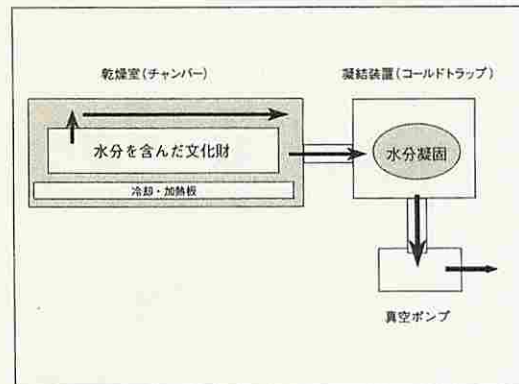 乾燥室(チャンバー)
凝結装置(コールドトラップ)
水分を含んだ文化財
水分凝固
冷却・加熱板
真空ポンプ